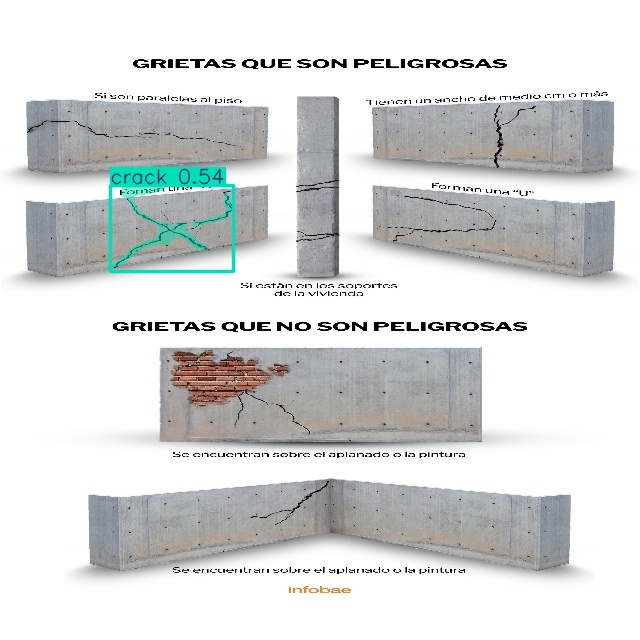 GRIETAS QUE SON PELIGROSAS
Si son paralelas al piso
Tienen un ancho de medio cm o más
crack 0.54
Forman una
Forman una "U"
Si están en los soportes
de la vivienda
GRIETAS QUE NO SON PELIGROSAS
Se encuentran sobre el aplanado o la pintura
Se encuentran sobre el aplanado o la pintura
infobae